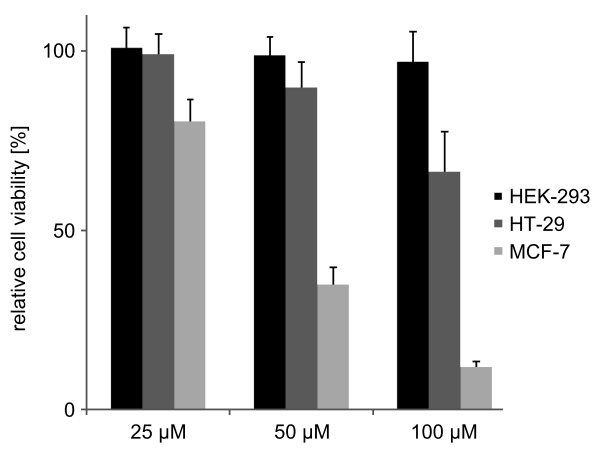 relative cell viability [%]
100
50
0
25 µM
50 µM
100 µM
HEK-293
HT-29
MCF-7